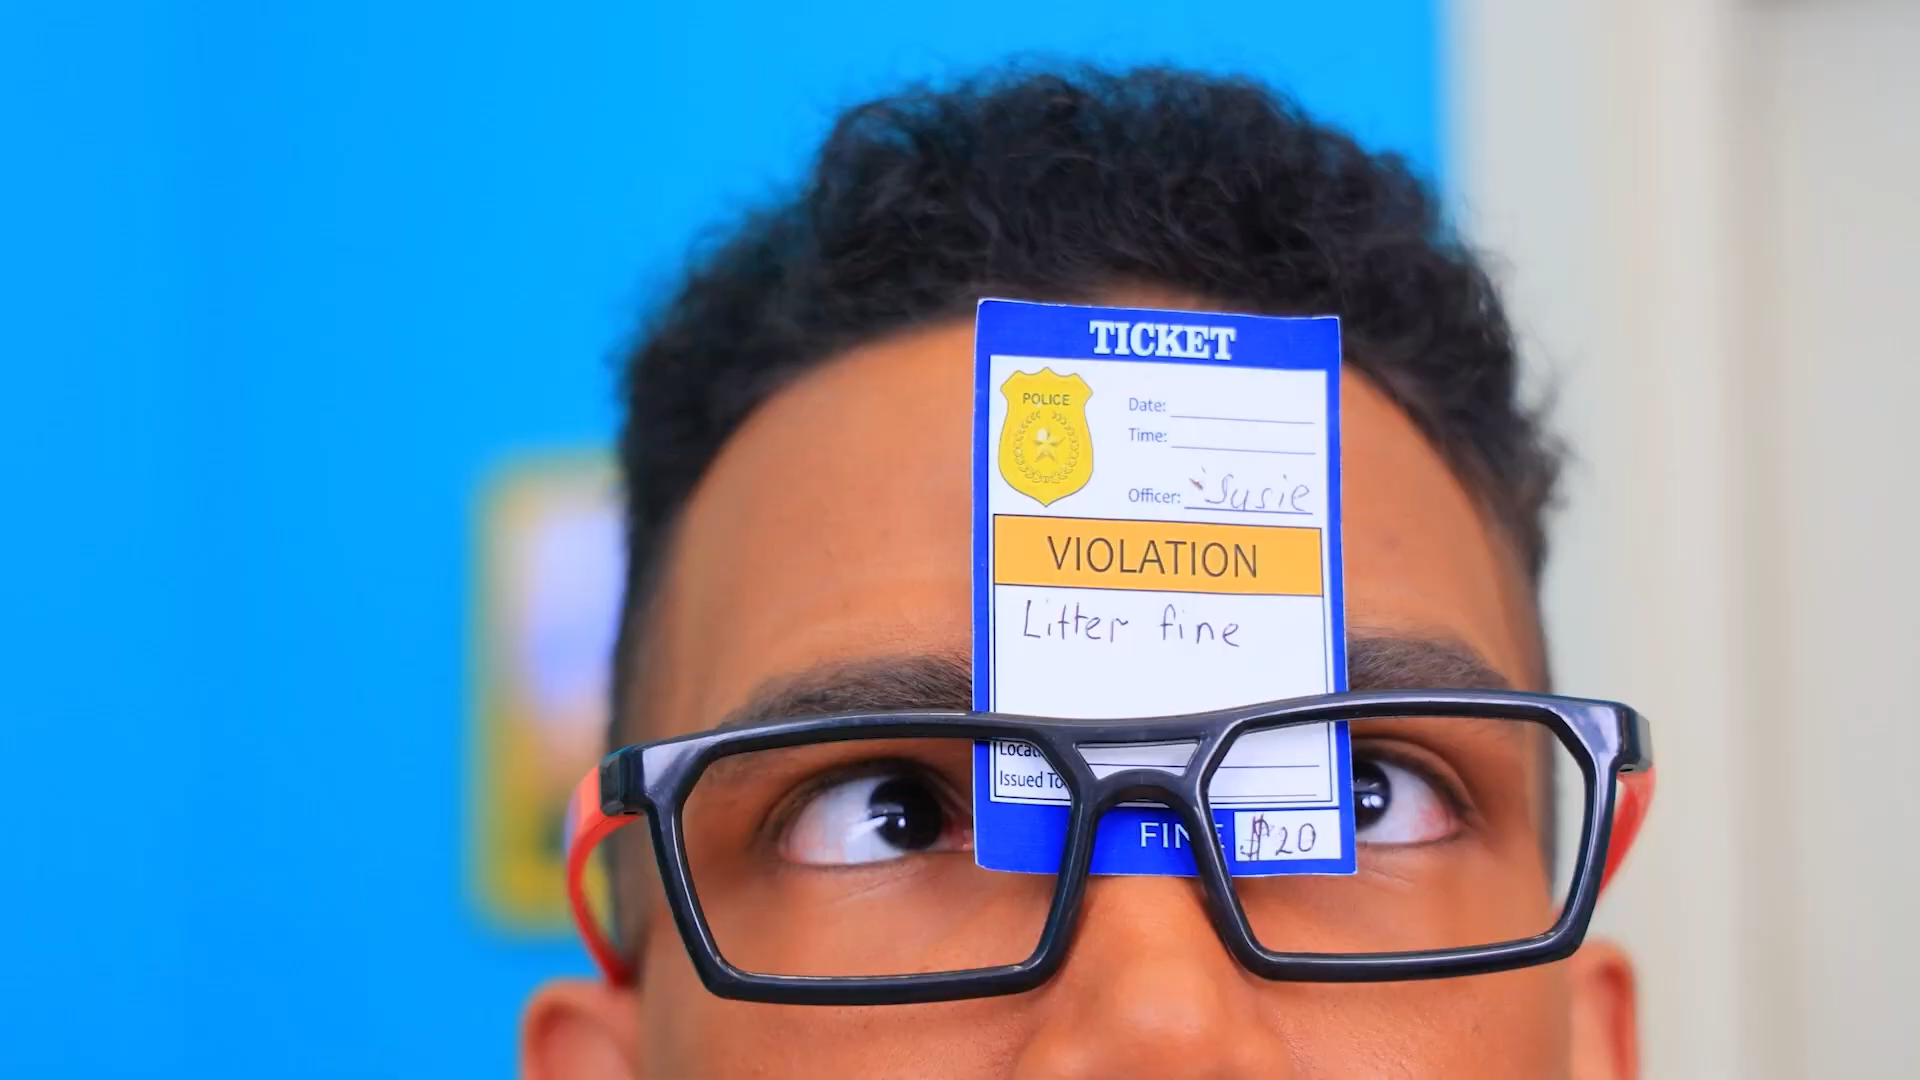 TICKET
POLICE
Date:
Time:
Officer: Susie
VIOLATION
Litter fine
Issued To
FINE $20